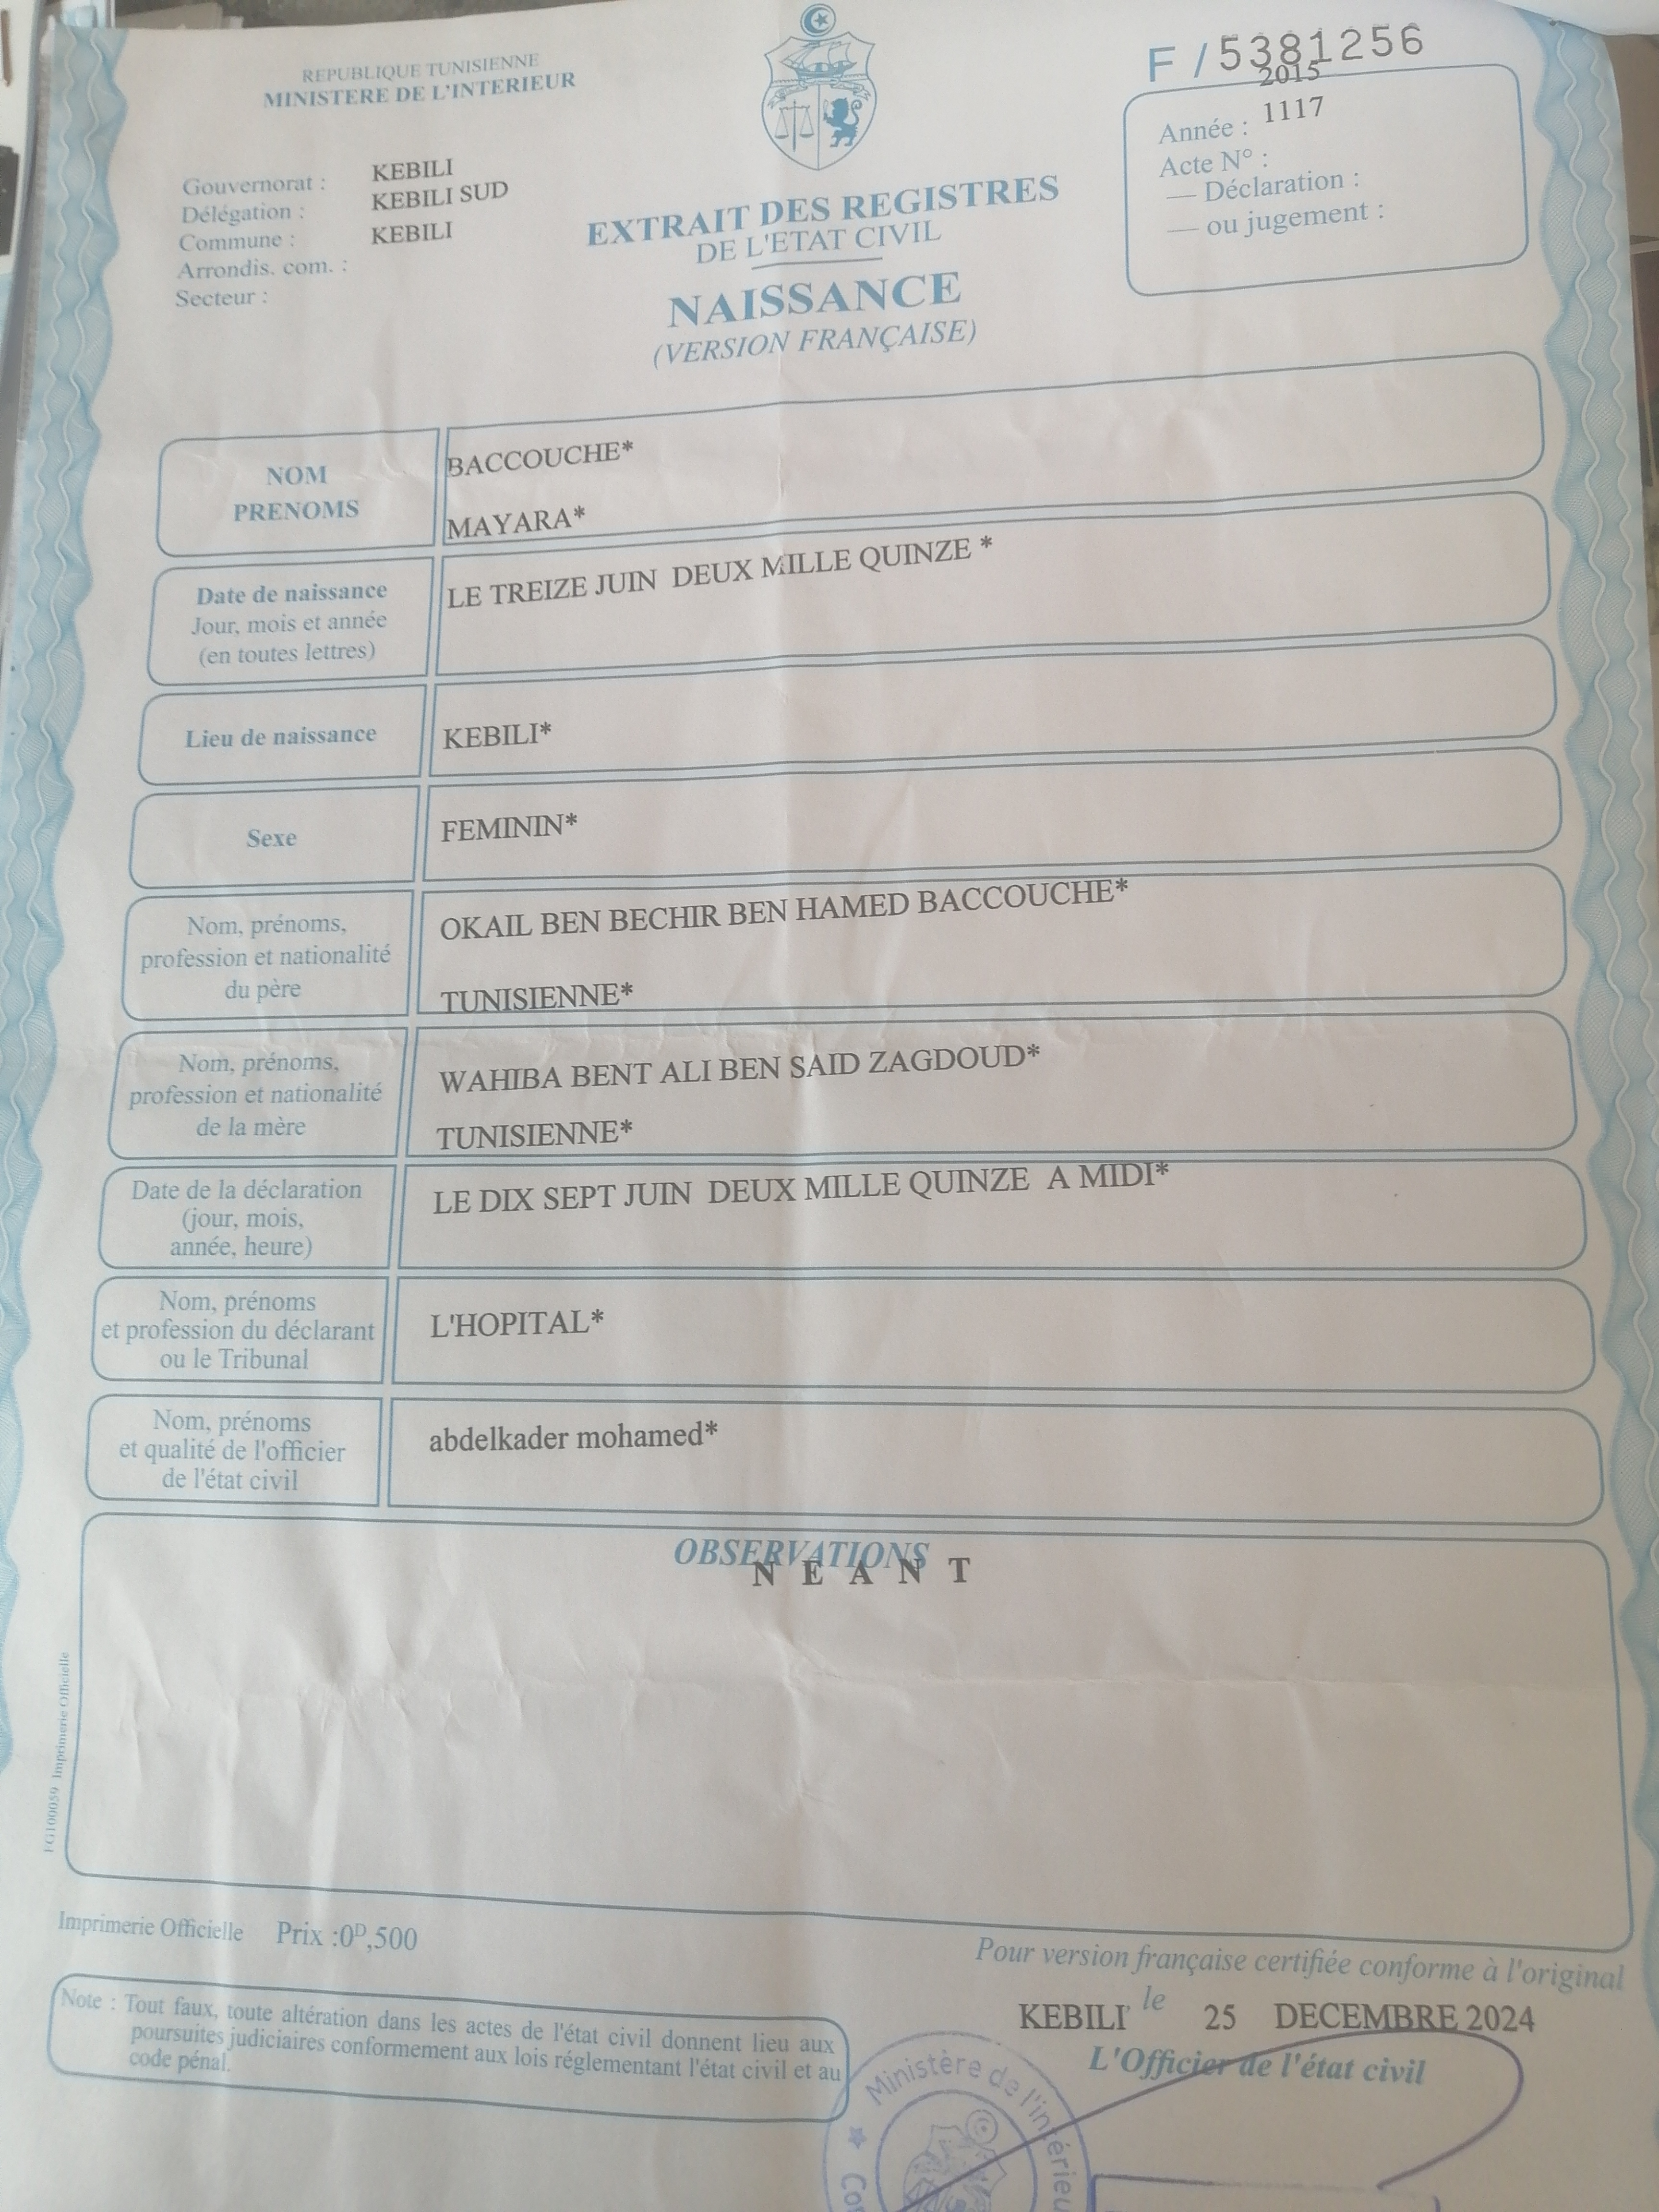 REPUBLIQUE TUNISIENNE
MINISTERE DE L'INTERIEUR
Gouvernorat : KEBILI
Délégation : KEBILI SUD
Commune : KEBILI
Arrondis. com. :
Secteur :
EXTRAIT DES REGISTRES
DE L'ETAT CIVIL
NAISSANCE
(VERSION FRANÇAISE)
F / 5381256
2015
Année : 1117
Acte N° :
— Déclaration :
— ou jugement :
NOM
PRENOMS
BACCOUCHE*
MAYARA*
Date de naissance
Jour, mois et année
(en toutes lettres)
LE TREIZE JUIN DEUX MILLE QUINZE *
Lieu de naissance
KEBILI*
Sexe
FEMININ*
Nom, prénoms,
profession et nationalité
du père
OKAIL BEN BECHIR BEN HAMED BACCOUCHE*
TUNISIENNE*
Nom, prénoms,
profession et nationalité
de la mère
WAHIBA BENT ALI BEN SAID ZAGDOUD*
TUNISIENNE*
Date de la déclaration
(jour, mois,
année, heure)
LE DIX SEPT JUIN DEUX MILLE QUINZE A MIDI*
Nom, prénoms
et profession du déclarant
ou le Tribunal
L'HOPITAL*
Nom, prénoms
et qualité de l'officier
de l'état civil
abdelkader mohamed*
OBSERVATIONS
N E A N T
Imprimerie Officielle
Imprimerie Officielle Prix :0ᴰ,500
Note : Tout faux, toute altération dans les actes de l'état civil donnent lieu aux
poursuites judiciaires conformement aux lois réglementant l'état civil et au
code pénal.
Pour version française certifiée conforme à l'original
KEBILI le 25 DECEMBRE 2024
L'Officier de l'état civil
Ministère de l'intérieu